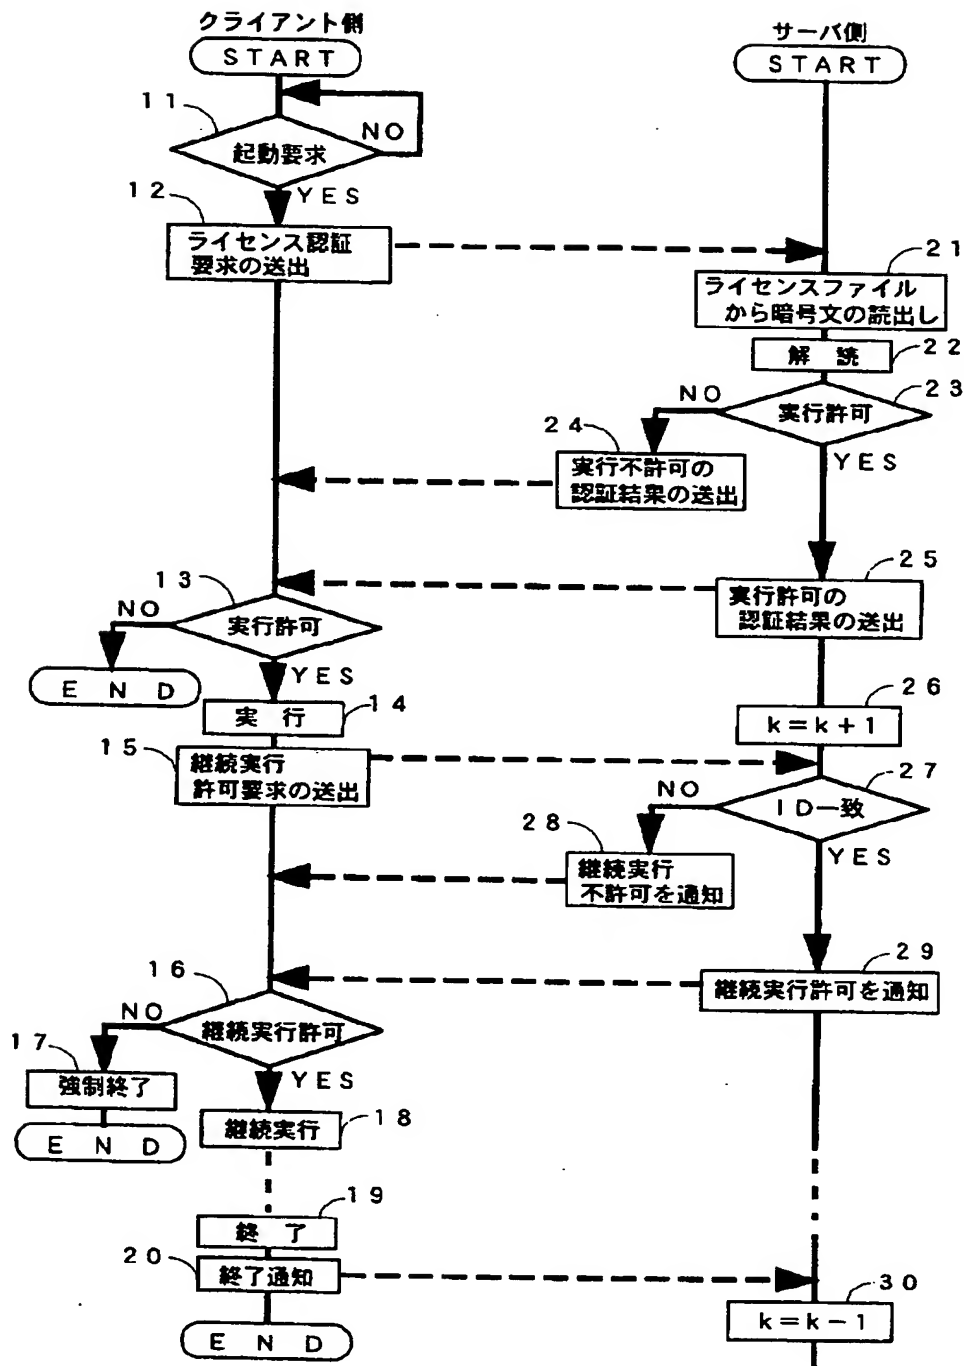 クライアント側
サーバ側
START
START
11
NO
起動要求
YES
12
ライセンス認証
要求の送出
21
ライセンスファイル
から暗号文の読出し
22
解 読
23
NO
実行許可
YES
24
実行不許可の
認証結果の送出
25
実行許可の
認証結果の送出
13
NO
実行許可
YES
END
14
実 行
26
k=k+1
15
継続実行
許可要求の送出
27
NO
ID一致
YES
28
継続実行
不許可を通知
29
継続実行許可を通知
16
NO
継続実行許可
YES
17
強制終了
END
18
継続実行
19
終 了
20
終了通知
END
30
k=k-1